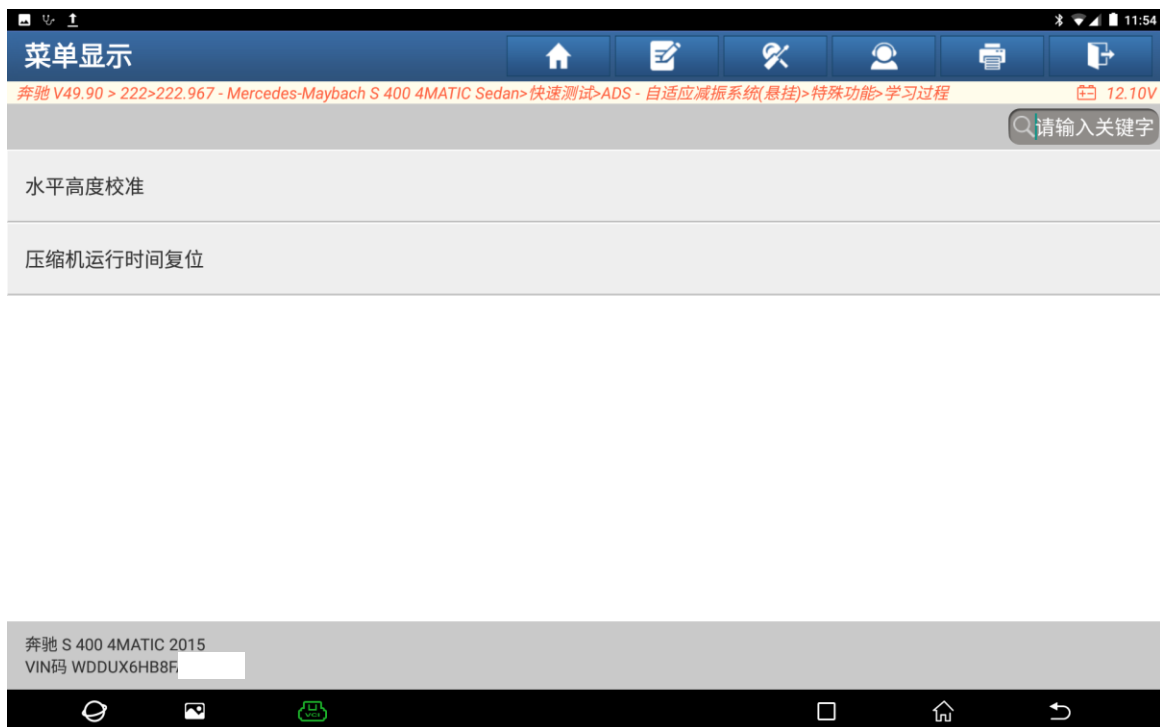 11:54
菜单显示
奔驰 V49.90 > 222>222.967 - Mercedes-Maybach S 400 4MATIC Sedan>快速测试>ADS - 自适应减振系统(悬挂)>特殊功能>学习过程 12.10V
请输入关键字
水平高度校准
压缩机运行时间复位
奔驰 S 400 4MATIC 2015
VIN码 WDDUX6HB8F
VCI